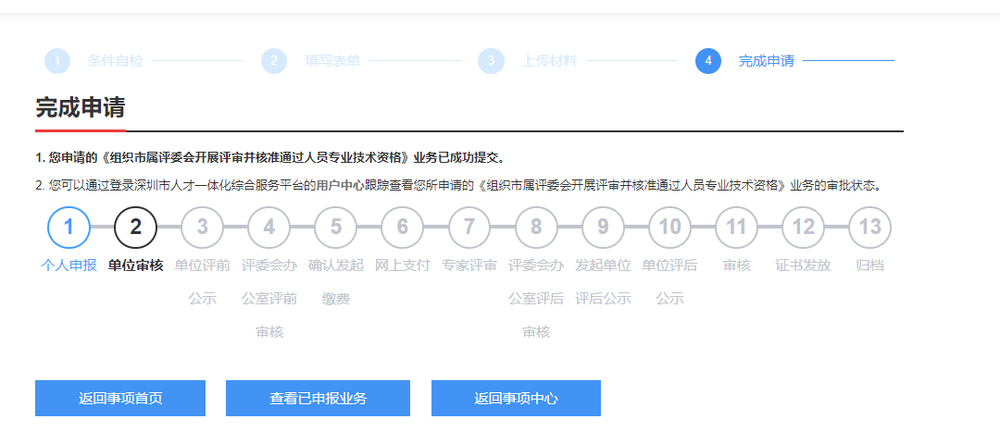 1 条件自检 2 填写表单 3 上传材料 4 完成申请
完成申请
1. 您申请的《组织市属评委会开展评审并核准通过人员专业技术资格》业务已成功提交。
2. 您可以通过登录深圳市人才一体化综合服务平台的用户中心跟踪查看您所申请的《组织市属评委会开展评审并核准通过人员专业技术资格》业务的审批状态。
1 2 3 4 5 6 7 8 9 10 11 12 13
个人申报 单位审核 单位评前 评委会办 确认发起 网上支付 专家评审 评委会办 发起单位 单位评后 审核 证书发放 归档
公示 公室评前 缴费 公室评后 评后公示 公示
审核 审核
返回事项首页 查看已申报业务 返回事项中心